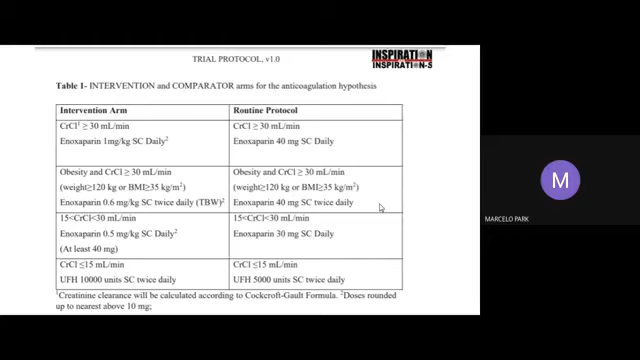 TRIAL PROTOCOL, v1.0
INSPIRATION
INSPIRATION-S
Table 1- INTERVENTION and COMPARATOR arms for the anticoagulation hypothesis
Intervention Arm
Routine Protocol
CrCl¹ ≥ 30 mL/min
Enoxaparin 1mg/kg SC Daily²
CrCl ≥ 30 mL/min
Enoxaparin 40 mg SC Daily
Obesity and CrCl ≥ 30 mL/min
(weight≥120 kg or BMI≥35 kg/m²)
Enoxaparin 0.6 mg/kg SC twice daily (TBW)²
Obesity and CrCl ≥ 30 mL/min
(weight≥120 kg or BMI≥35 kg/m²)
Enoxaparin 40 mg SC twice daily
15<CrCl<30 mL/min
Enoxaparin 0.5 mg/kg SC Daily²
(At least 40 mg)
15<CrCl<30 mL/min
Enoxaparin 30 mg SC Daily
CrCl ≤15 mL/min
UFH 10000 units SC twice daily
CrCl ≤15 mL/min
UFH 5000 units SC twice daily
¹Creatinine clearance will be calculated according to Cockcroft-Gault Formula. ²Doses rounded
up to nearest above 10 mg;
M
MARCELO PARK